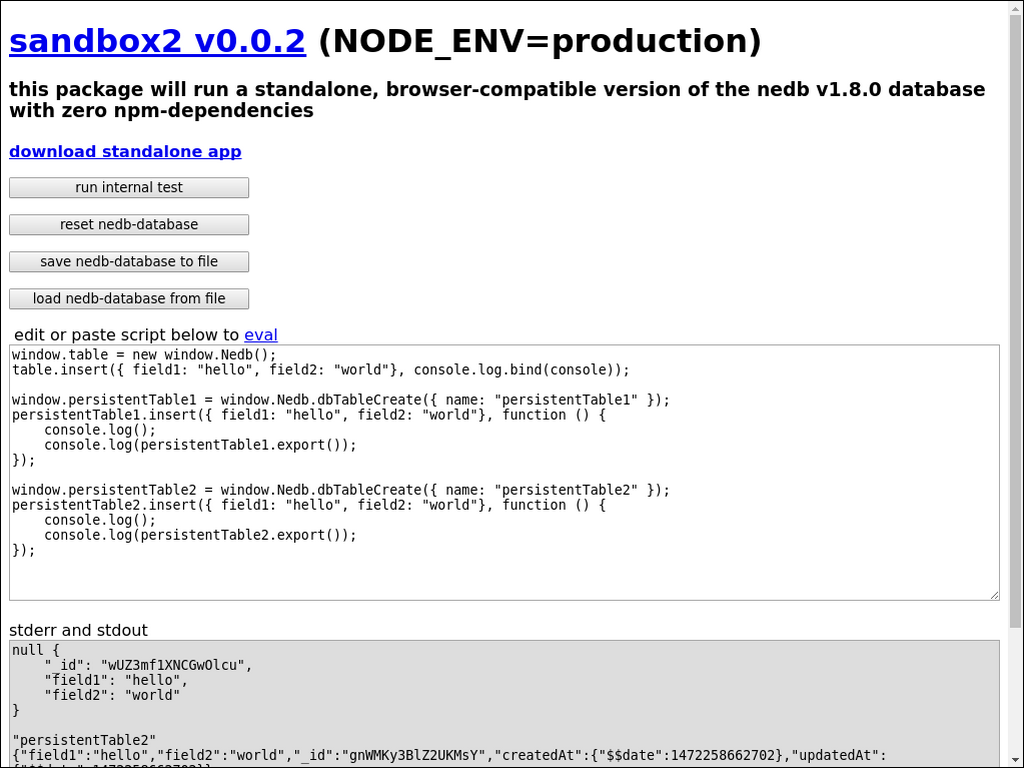 sandbox2 v0.0.2 (NODE_ENV=production)
this package will run a standalone, browser-compatible version of the nedb v1.8.0 database
with zero npm-dependencies
download standalone app
run internal test
reset nedb-database
save nedb-database to file
load nedb-database from file
edit or paste script below to eval
window.table = new window.Nedb();
table.insert({ field1: "hello", field2: "world"}, console.log.bind(console));
window.persistentTable1 = window.Nedb.dbTableCreate({ name: "persistentTable1" });
persistentTable1.insert({ field1: "hello", field2: "world"}, function () {
    console.log();
    console.log(persistentTable1.export());
});
window.persistentTable2 = window.Nedb.dbTableCreate({ name: "persistentTable2" });
persistentTable2.insert({ field1: "hello", field2: "world"}, function () {
    console.log();
    console.log(persistentTable2.export());
});
stderr and stdout
null {
    "_id": "wUZ3mf1XNCGwOlcu",
    "field1": "hello",
    "field2": "world"
}
"persistentTable2"
{"field1":"hello","field2":"world","_id":"gnWMKy3BlZ2UKMsY","createdAt":{"$$date":1472258662702},"updatedAt":